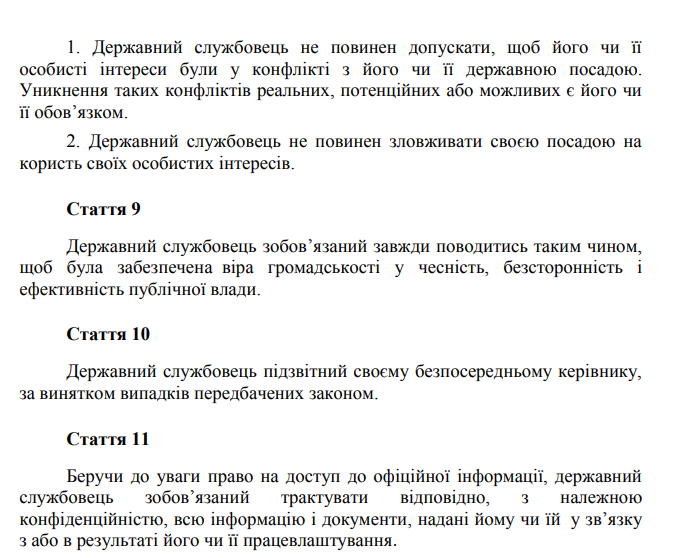 1. Державний службовець не повинен допускати, щоб його чи її
особисті інтереси були у конфлікті з його чи її державною посадою.
Уникнення таких конфліктів реальних, потенційних або можливих є його чи
її обов’язком.
2. Державний службовець не повинен зловживати своєю посадою на
користь своїх особистих інтересів.
Стаття 9
Державний службовець зобов’язаний завжди поводитись таким чином,
щоб була забезпечена віра громадськості у чесність, безсторонність і
ефективність публічної влади.
Стаття 10
Державний службовець підзвітний своєму безпосередньому керівнику,
за винятком випадків передбачених законом.
Стаття 11
Беручи до уваги право на доступ до офіційної інформації, державний
службовець зобов’язаний трактувати відповідно, з належною
конфіденційністю, всю інформацію і документи, надані йому чи їй у зв’язку
з або в результаті його чи її працевлаштування.